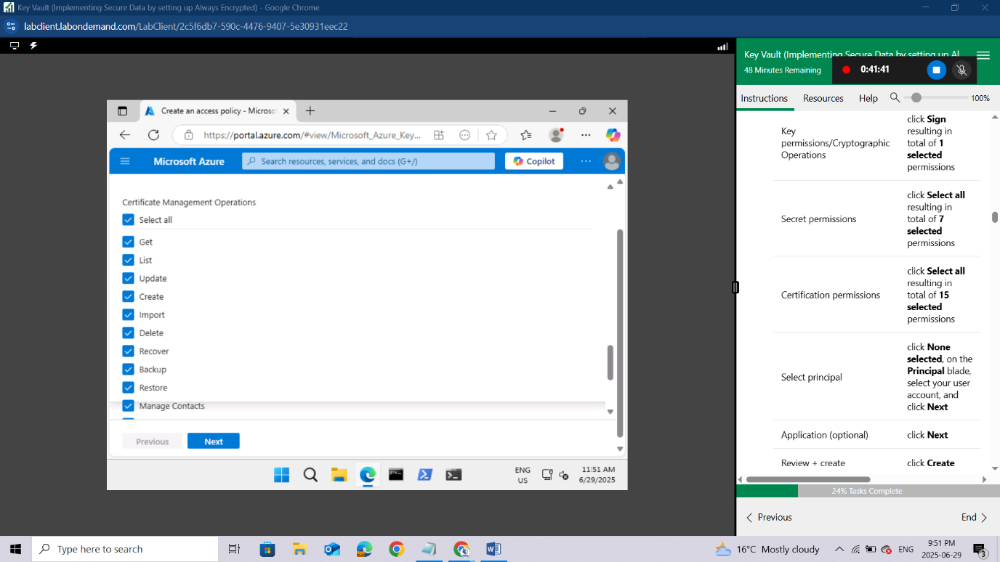 Key Vault (Implementing Secure Data by setting up Always Encrypted) - Google Chrome
labclient.labondemand.com/LabClient/2c5f6db7-590c-4476-9407-5e30931eec22
Key Vault (Implementing Secure Data by setting up Al...
48 Minutes Remaining
0:41:41
Instructions
Resources
Help
100%
Create an access policy - Microsof
https://portal.azure.com/#view/Microsoft_Azure_Key...
Microsoft Azure
Search resources, services, and docs (G+/)
Copilot
Certificate Management Operations
Select all
Get
List
Update
Create
Import
Delete
Recover
Backup
Restore
Manage Contacts
Previous
Next
ENG
US
11:51 AM
6/29/2025
Key
permissions/Cryptographic
Operations
click Sign
resulting in
total of 1
selected
permissions
Secret permissions
click Select all
resulting in
total of 7
selected
permissions
Certification permissions
click Select all
resulting in
total of 15
selected
permissions
Select principal
click None
selected, on the
Principal blade,
select your user
account, and
click Next
Application (optional)
click Next
Review + create
click Create
24% Tasks Complete
Previous
End
Type here to search
16°C Mostly cloudy
ENG
9:51 PM
2025-06-29
3